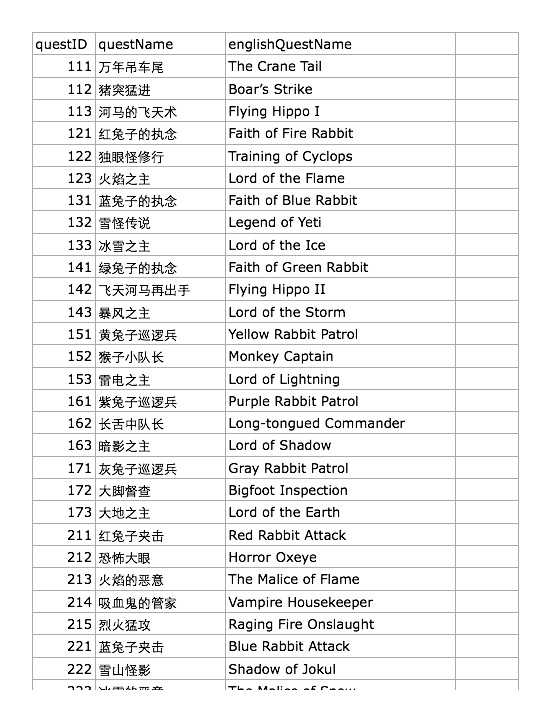 questID questName englishQuestName
111 万年吊车尾 The Crane Tail
112 猪突猛进 Boar’s Strike
113 河马的飞天术 Flying Hippo I
121 红兔子的执念 Faith of Fire Rabbit
122 独眼怪修行 Training of Cyclops
123 火焰之主 Lord of the Flame
131 蓝兔子的执念 Faith of Blue Rabbit
132 雪怪传说 Legend of Yeti
133 冰雪之主 Lord of the Ice
141 绿兔子的执念 Faith of Green Rabbit
142 飞天河马再出手 Flying Hippo II
143 暴风之主 Lord of the Storm
151 黄兔子巡逻兵 Yellow Rabbit Patrol
152 猴子小队长 Monkey Captain
153 雷电之主 Lord of Lightning
161 紫兔子巡逻兵 Purple Rabbit Patrol
162 长舌中队长 Long-tongued Commander
163 暗影之主 Lord of Shadow
171 灰兔子巡逻兵 Gray Rabbit Patrol
172 大脚督查 Bigfoot Inspection
173 大地之主 Lord of the Earth
211 红兔子夹击 Red Rabbit Attack
212 恐怖大眼 Horror Oxeye
213 火焰的恶意 The Malice of Flame
214 吸血鬼的管家 Vampire Housekeeper
215 烈火猛攻 Raging Fire Onslaught
221 蓝兔子夹击 Blue Rabbit Attack
222 雪山怪影 Shadow of Jokul
223 冰雪的恶意 The Malice of Snow